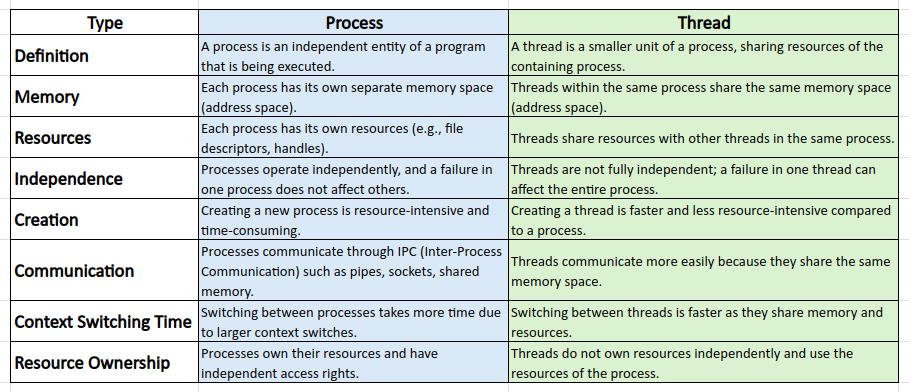 Type Process Thread
Definition
A process is an independent entity of a program
that is being executed.
A thread is a smaller unit of a process, sharing resources of the
containing process.
Memory
Each process has its own separate memory space
(address space).
Threads within the same process share the same memory space
(address space).
Resources
Each process has its own resources (e.g., file
descriptors, handles).
Threads share resources with other threads in the same process.
Independence
Processes operate independently, and a failure in
one process does not affect others.
Threads are not fully independent; a failure in one thread can
affect the entire process.
Creation
Creating a new process is resource-intensive and
time-consuming.
Creating a thread is faster and less resource-intensive compared
to a process.
Communication
Processes communicate through IPC (Inter-Process
Communication) such as pipes, sockets, shared
memory.
Threads communicate more easily because they share the same
memory space.
Context Switching Time
Switching between processes takes more time due
to larger context switches.
Switching between threads is faster as they share memory and
resources.
Resource Ownership
Processes own their resources and have
independent access rights.
Threads do not own resources independently and use the
resources of the process.